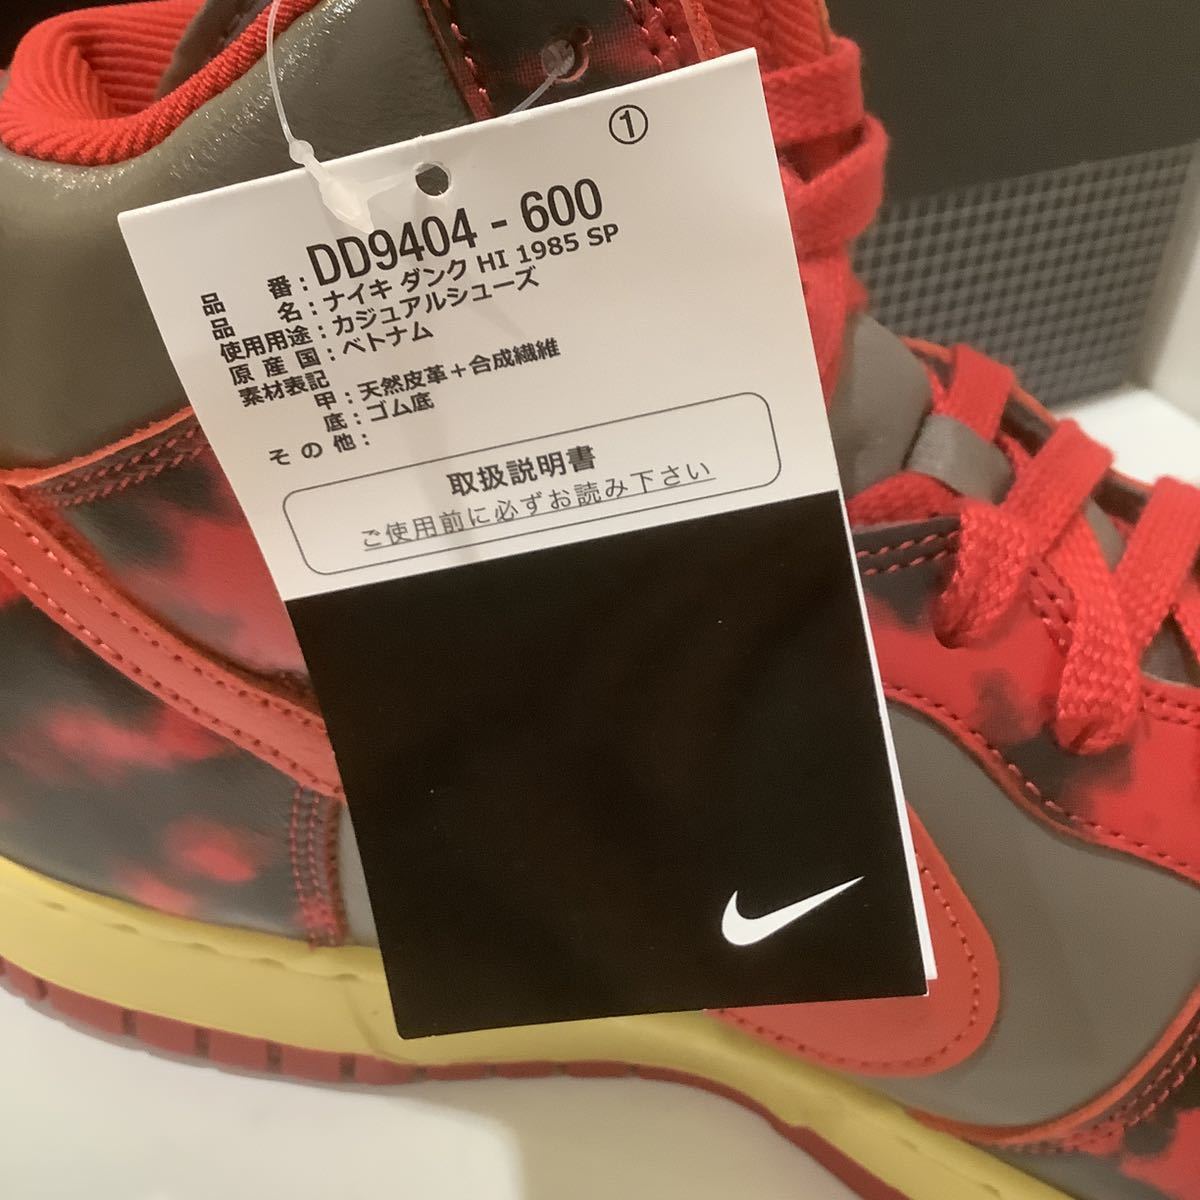 ①
品番：DD9404 - 600
品名：ナイキ ダンク HI 1985 SP
使用用途：カジュアルシューズ
原産国：ベトナム
素材表記
甲：天然皮革＋合成繊維
底：ゴム底
その他：
取扱説明書
ご使用前に必ずお読み下さい